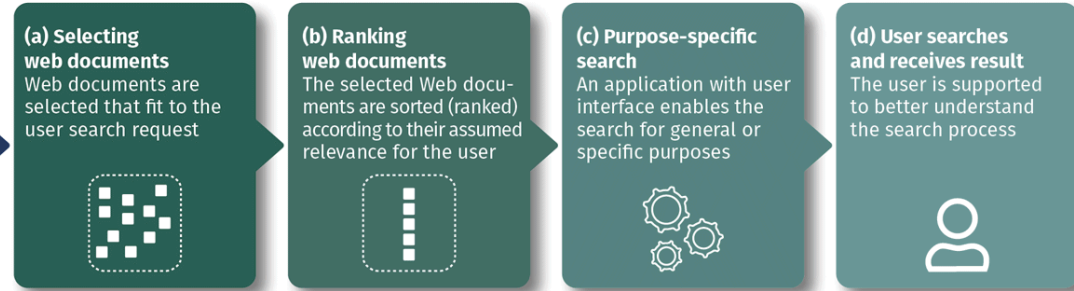 (a) Selecting
web documents
Web documents are
selected that fit to the
user search request
(b) Ranking
web documents
The selected Web docu-
ments are sorted (ranked)
according to their assumed
relevance for the user
(c) Purpose-specific
search
An application with user
interface enables the
search for general or
specific purposes
(d) User searches
and receives result
The user is supported
to better understand
the search process